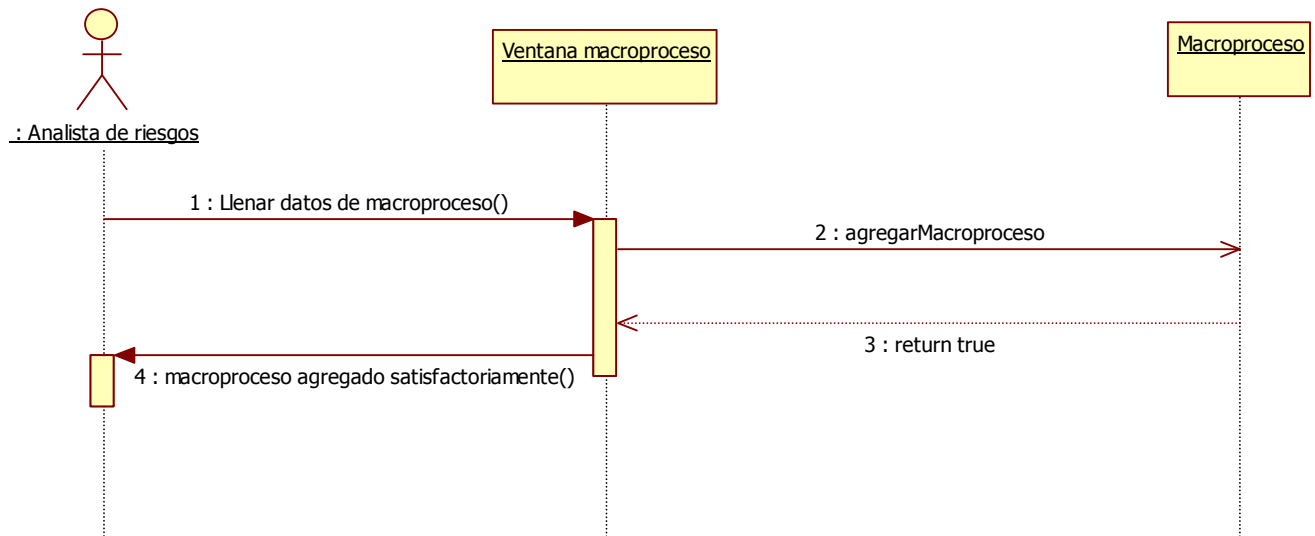 Ventana macroproceso
Macroproceso
: Analista de riesgos
1 : Llenar datos de macroproceso()
2 : agregarMacroproceso
3 : return true
4 : macroproceso agregado satisfactoriamente()